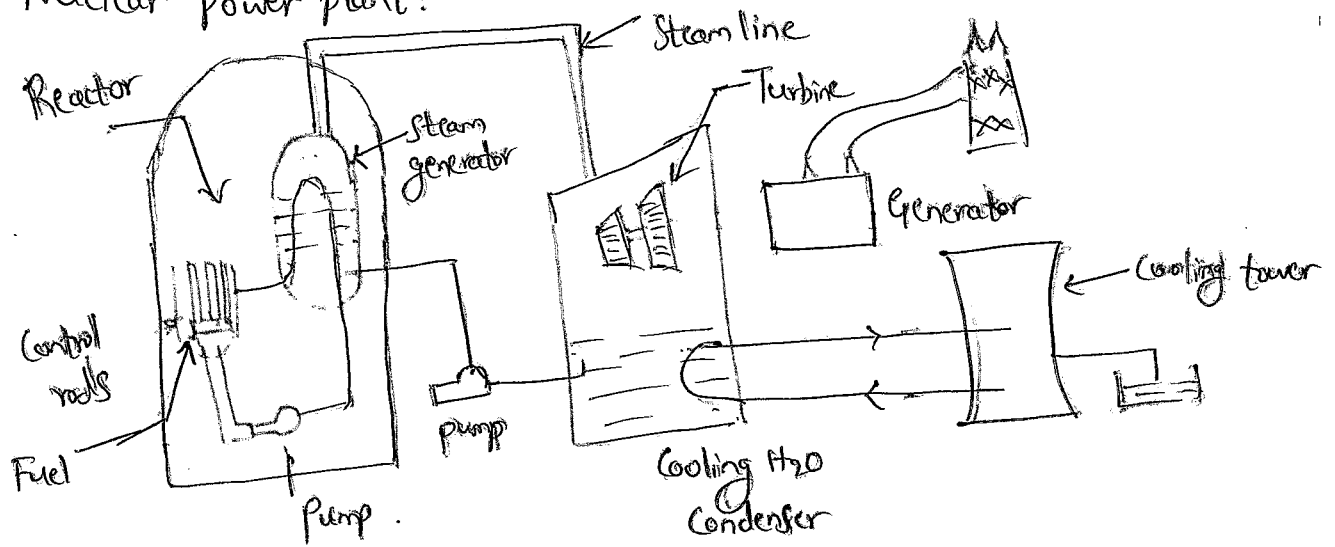 Nuclear power plant:
Steam line
Reactor
Turbine
Steam
generator
Generator
Cooling tower
Control
rods
pump
Fuel
Cooling H2O
Condenser
Pump.